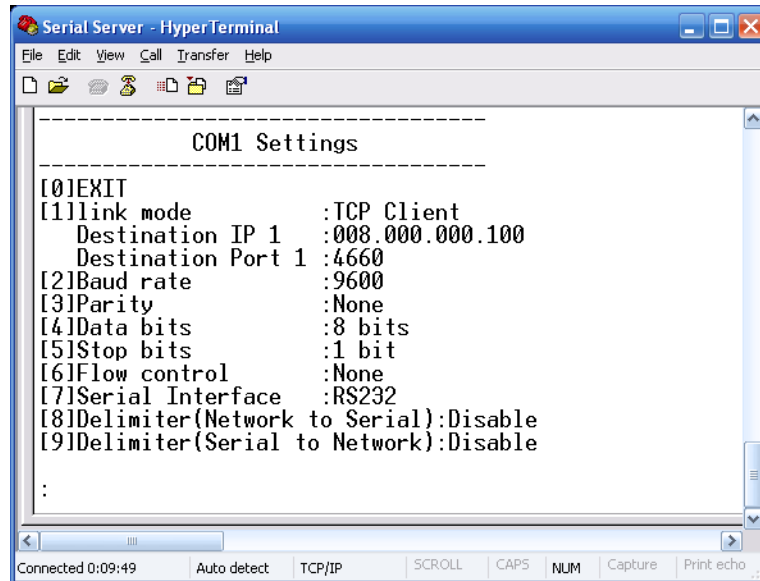 Serial Server - HyperTerminal
File Edit View Call Transfer Help
COM1 Settings
[0]EXIT
[1]link mode :TCP Client
Destination IP 1 :008.000.000.100
Destination Port 1 :4660
[2]Baud rate :9600
[3]Parity :None
[4]Data bits :8 bits
[5]Stop bits :1 bit
[6]Flow control :None
[7]Serial Interface :RS232
[8]Delimiter(Network to Serial):Disable
[9]Delimiter(Serial to Network):Disable
:
Connected 0:09:49 Auto detect TCP/IP SCROLL CAPS NUM Capture Print echo